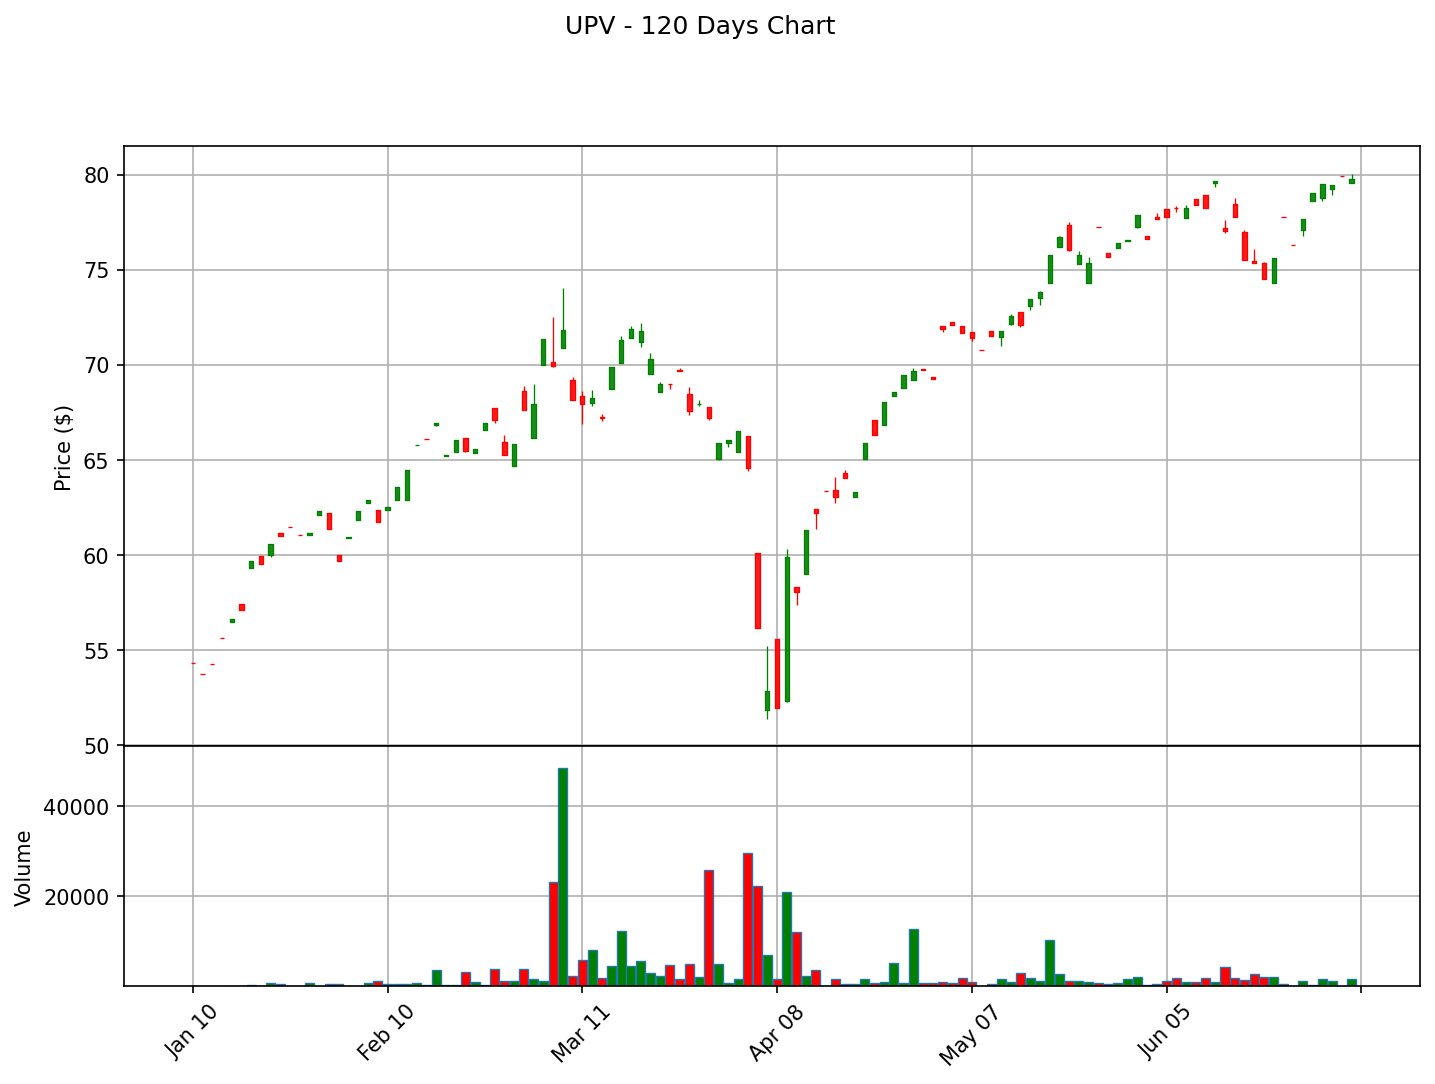 UPV - 120 Days Chart
Price ($)
80
75
70
65
60
55
50
Volume
40000
20000
Jan 10
Feb 10
Mar 11
Apr 08
May 07
Jun 05